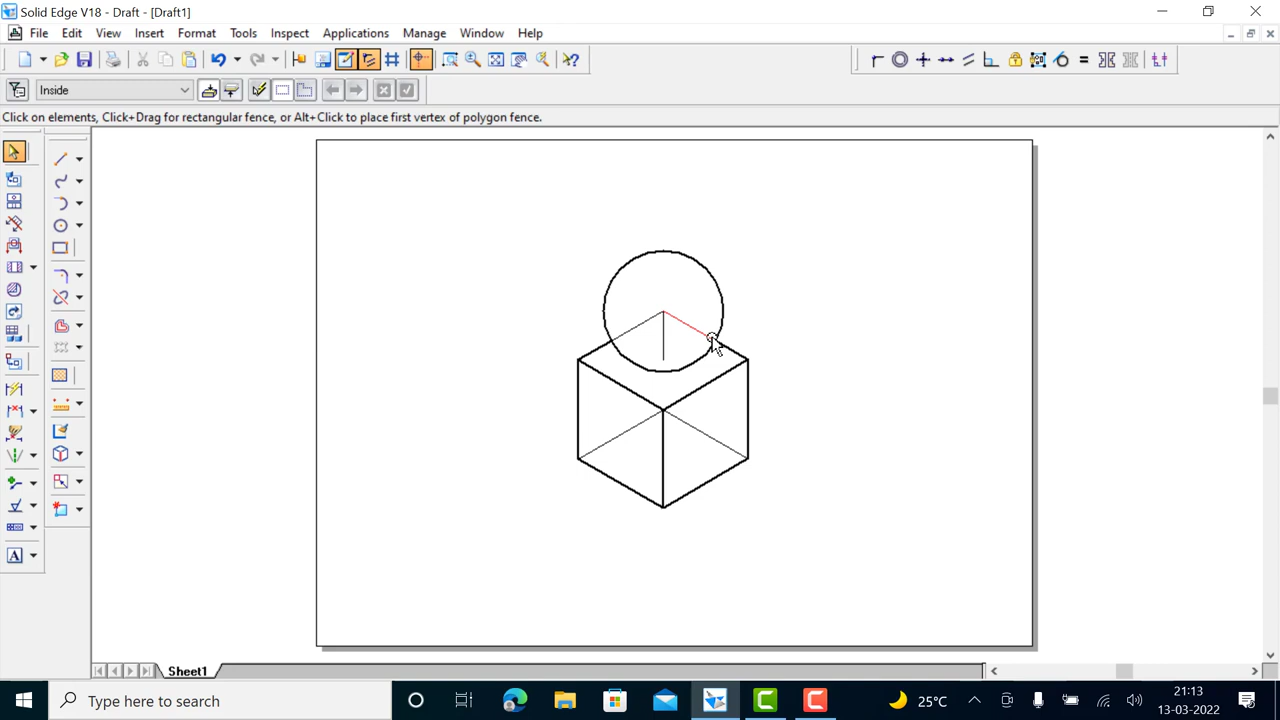 Solid Edge V18 - Draft - [Draft1]
File Edit View Insert Format Tools Inspect Applications Manage Window Help
Inside
Click on elements, Click+Drag for rectangular fence, or Alt+Click to place first vertex of polygon fence.
A
Sheet1
Type here to search
25°C
21:13
13-03-2022